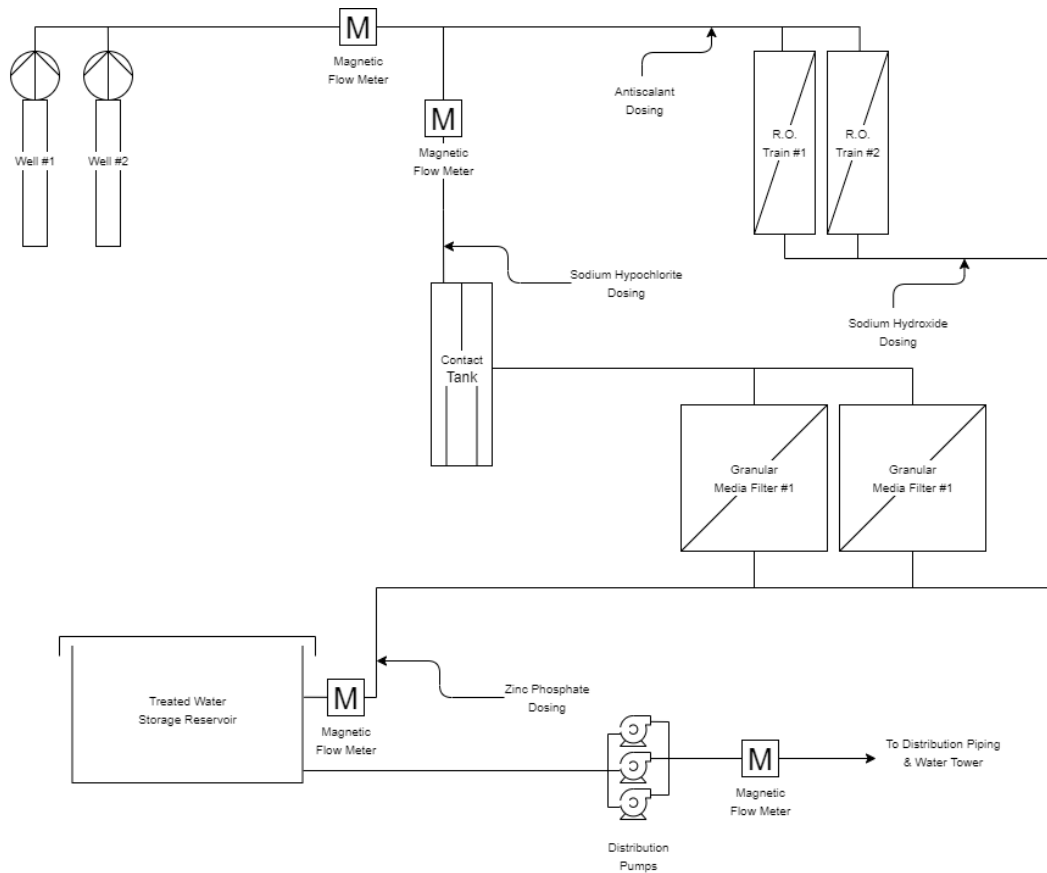 M
Magnetic
Flow Meter
Well #1
Well #2
M
Magnetic
Flow Meter
Antiscalant
Dosing
R.O.
Train #1
R.O.
Train #2
Sodium Hypochlorite
Dosing
Sodium Hydroxide
Dosing
Contact
Tank
Granular
Media Filter #1
Granular
Media Filter #1
Treated Water
Storage Reservoir
M
Magnetic
Flow Meter
Zinc Phosphate
Dosing
Distribution
Pumps
M
Magnetic
Flow Meter
To Distribution Piping
& Water Tower